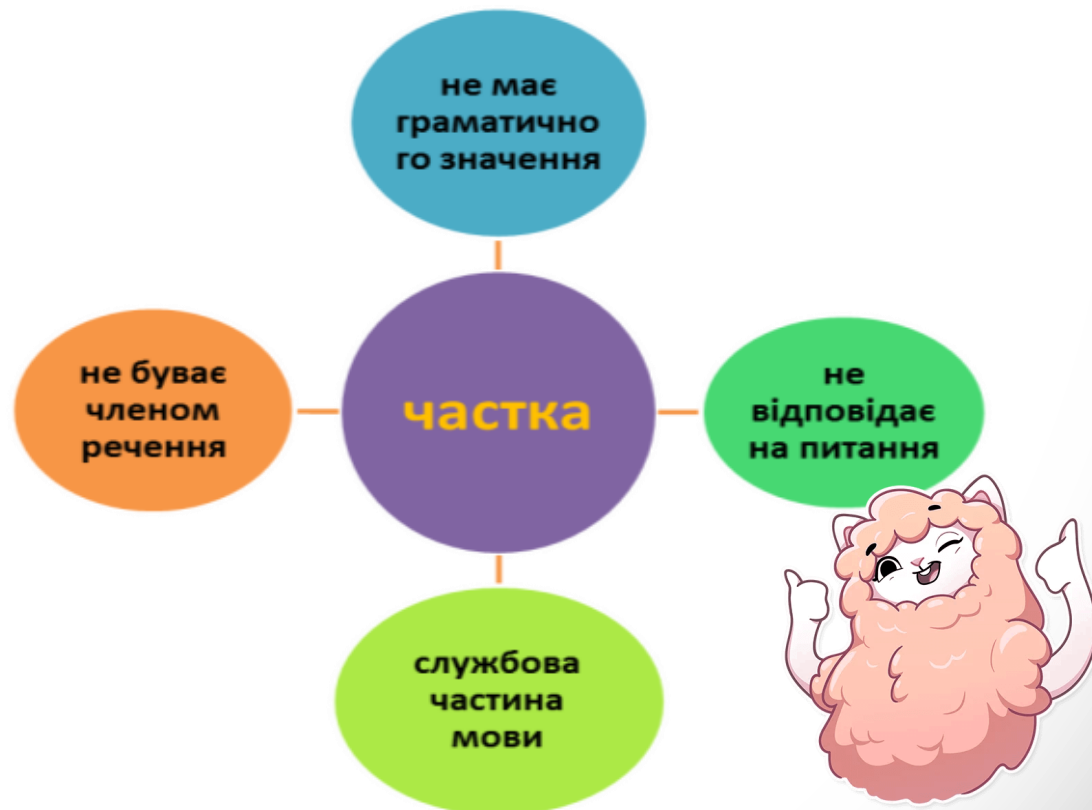 не має
граматично
го значення
не буває
членом
речення
частка
не
відповідає
на питання
службова
частина
мови